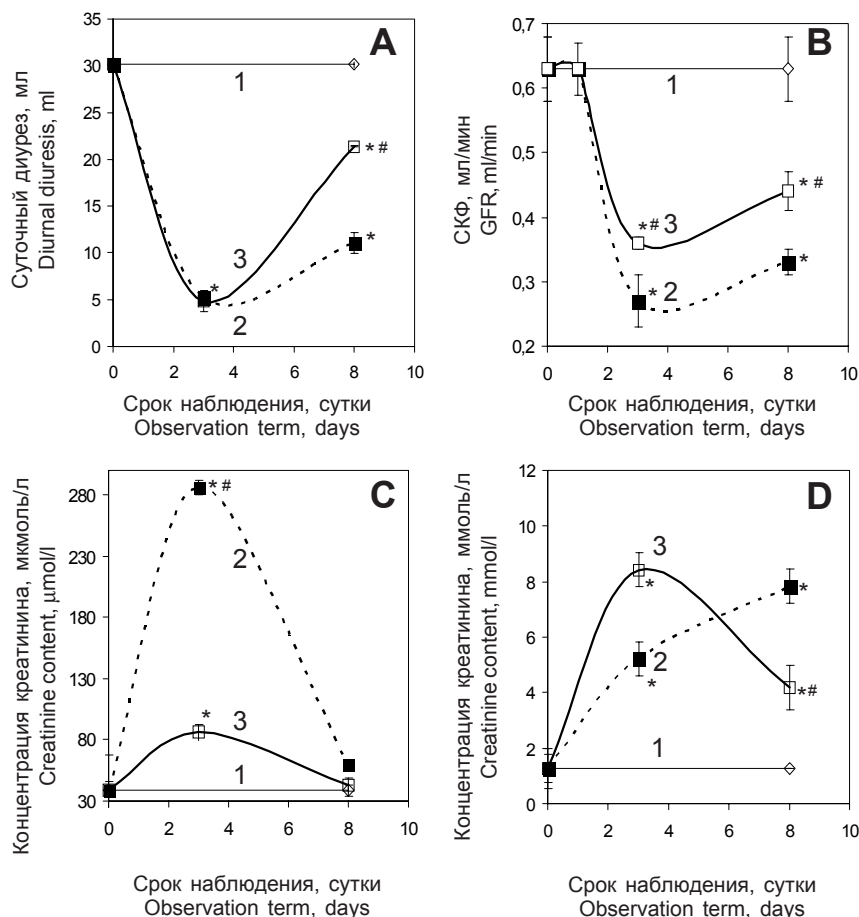 A
Суточный диурез, мл
Diurnal diuresis, ml
35
30
25
20
15
10
5
0
1
* #
3
*
*
2
0 2 4 6 8 10
Срок наблюдения, сутки
Observation term, days
B
СКФ, мл/мин
GFR, ml/min
0,7
0,6
0,5
0,4
0,3
0,2
1
*# 3
* #
* 2
*
0 2 4 6 8 10
Срок наблюдения, сутки
Observation term, days
C
Концентрация креатинина, мкмоль/л
Creatinine content, µmol/l
280
230
180
130
80
30
* #
2
* 3
1
0 2 4 6 8 10
Срок наблюдения, сутки
Observation term, days
D
Концентрация креатинина, ммоль/л
Creatinine content, mmol/l
12
10
8
6
4
2
0
3
*
*
2
*
*#
1
0 2 4 6 8 10
Срок наблюдения, сутки
Observation term, days